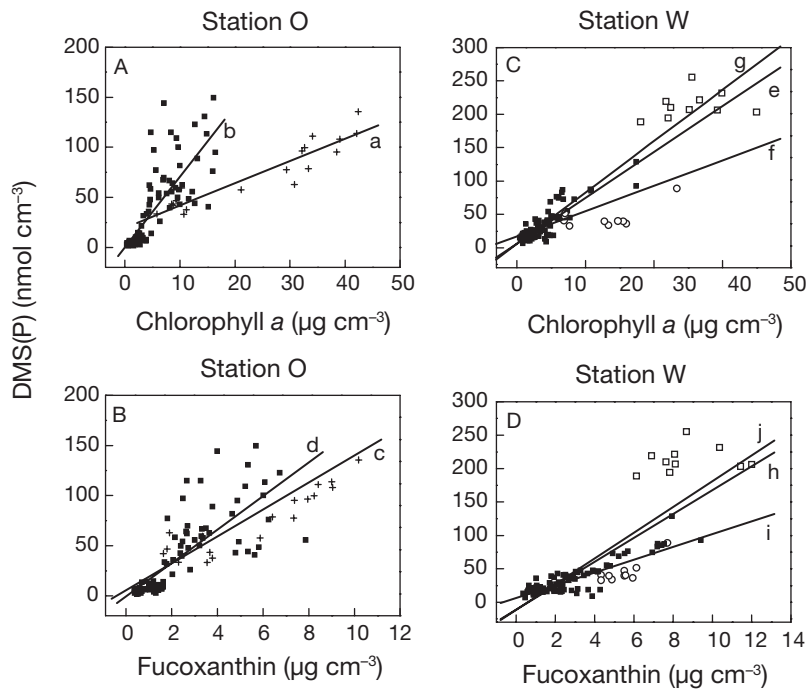 Station O
Station W
DMS(P) (nmol cm–3)
A
200
150
100
50
0
b
a
0 10 20 30 40 50
Chlorophyll a (µg cm–3)
C
300
250
200
150
100
50
0
g
e
f
0 10 20 30 40 50
Chlorophyll a (µg cm–3)
Station O
Station W
B
200
150
100
50
0
d
c
0 2 4 6 8 10 12
Fucoxanthin (µg cm–3)
D
300
250
200
150
100
50
0
j
h
i
0 2 4 6 8 10 12 14
Fucoxanthin (µg cm–3)